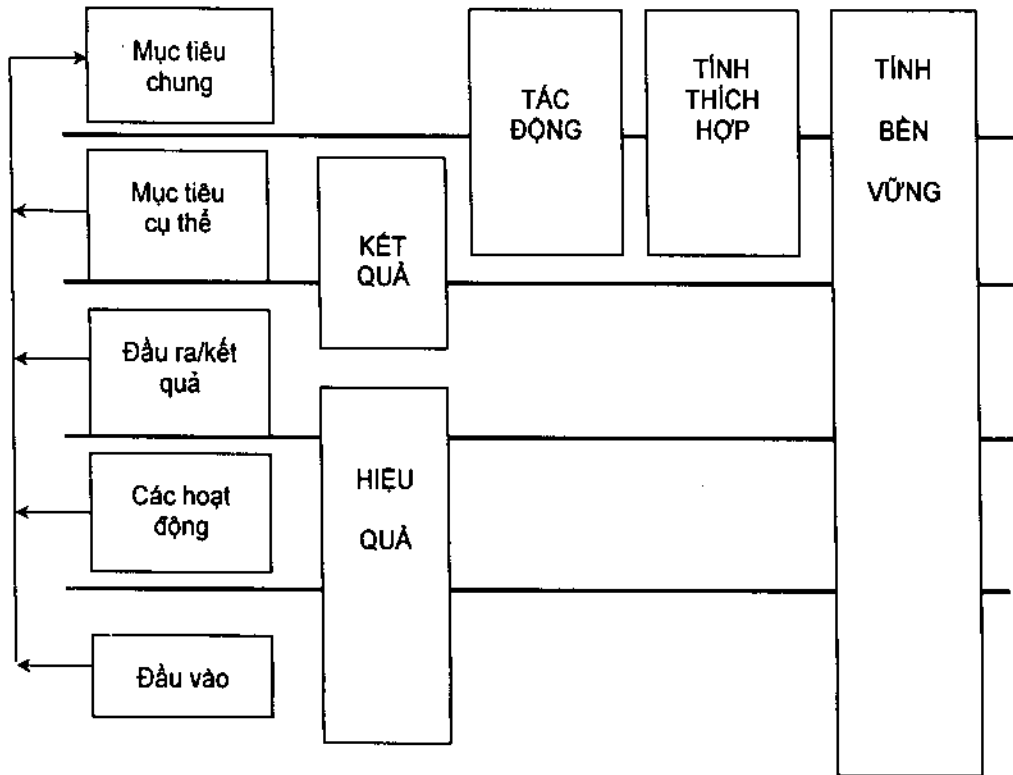 Mục tiêu
chung
TÁC
ĐỘNG
TÍNH
THÍCH
HỢP
TÍNH
BỀN
VỮNG
Mục tiêu
cụ thể
KẾT
QUẢ
Đầu ra/kết
quả
Các hoạt
động
HIỆU
QUẢ
Đầu vào